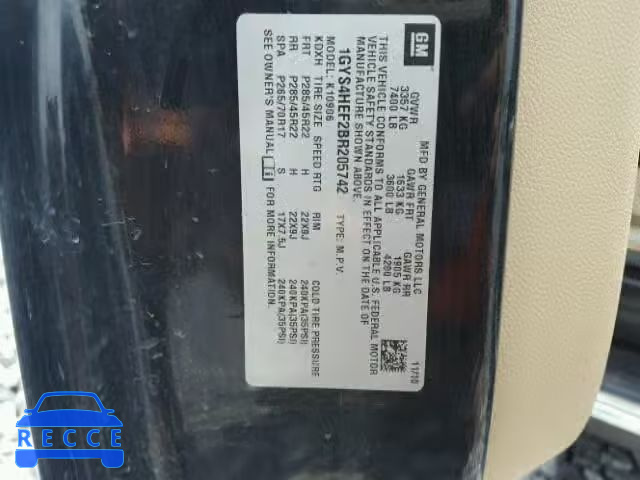 GM
MFD BY GENERAL MOTORS LLC
11/10
GVWR GAWR FRT GAWR RR
3357 KG 1633 KG 1905 KG
7400 LB 3600 LB 4200 LB
THIS VEHICLE CONFORMS TO ALL APPLICABLE U.S. FEDERAL MOTOR
VEHICLE SAFETY STANDARDS IN EFFECT ON THE DATE OF
MANUFACTURE SHOWN ABOVE.
1GYS4HEF2BR205742 TYPE: M.P.V.
MODEL: K10906
KDXH TIRE SIZE SPEED RTG RIM COLD TIRE PRESSURE
FRT P285/45R22 H 22X9J 240KPA(35PSI)
RR P285/45R22 H 22X9J 240KPA(35PSI)
SPA P265/70R17 S 17X7.5J 240KPA(35PSI)
SEE OWNER'S MANUAL FOR MORE INFORMATION
RECCE